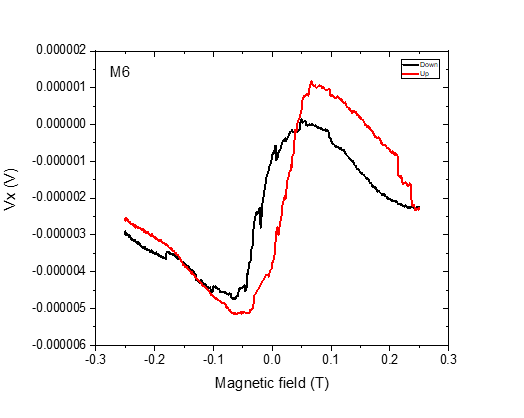 0.000002
0.000001
0.000000
-0.000001
-0.000002
-0.000003
-0.000004
-0.000005
-0.000006
Vx (V)
M6
Down
Up
-0.3 -0.2 -0.1 0.0 0.1 0.2 0.3
Magnetic field (T)